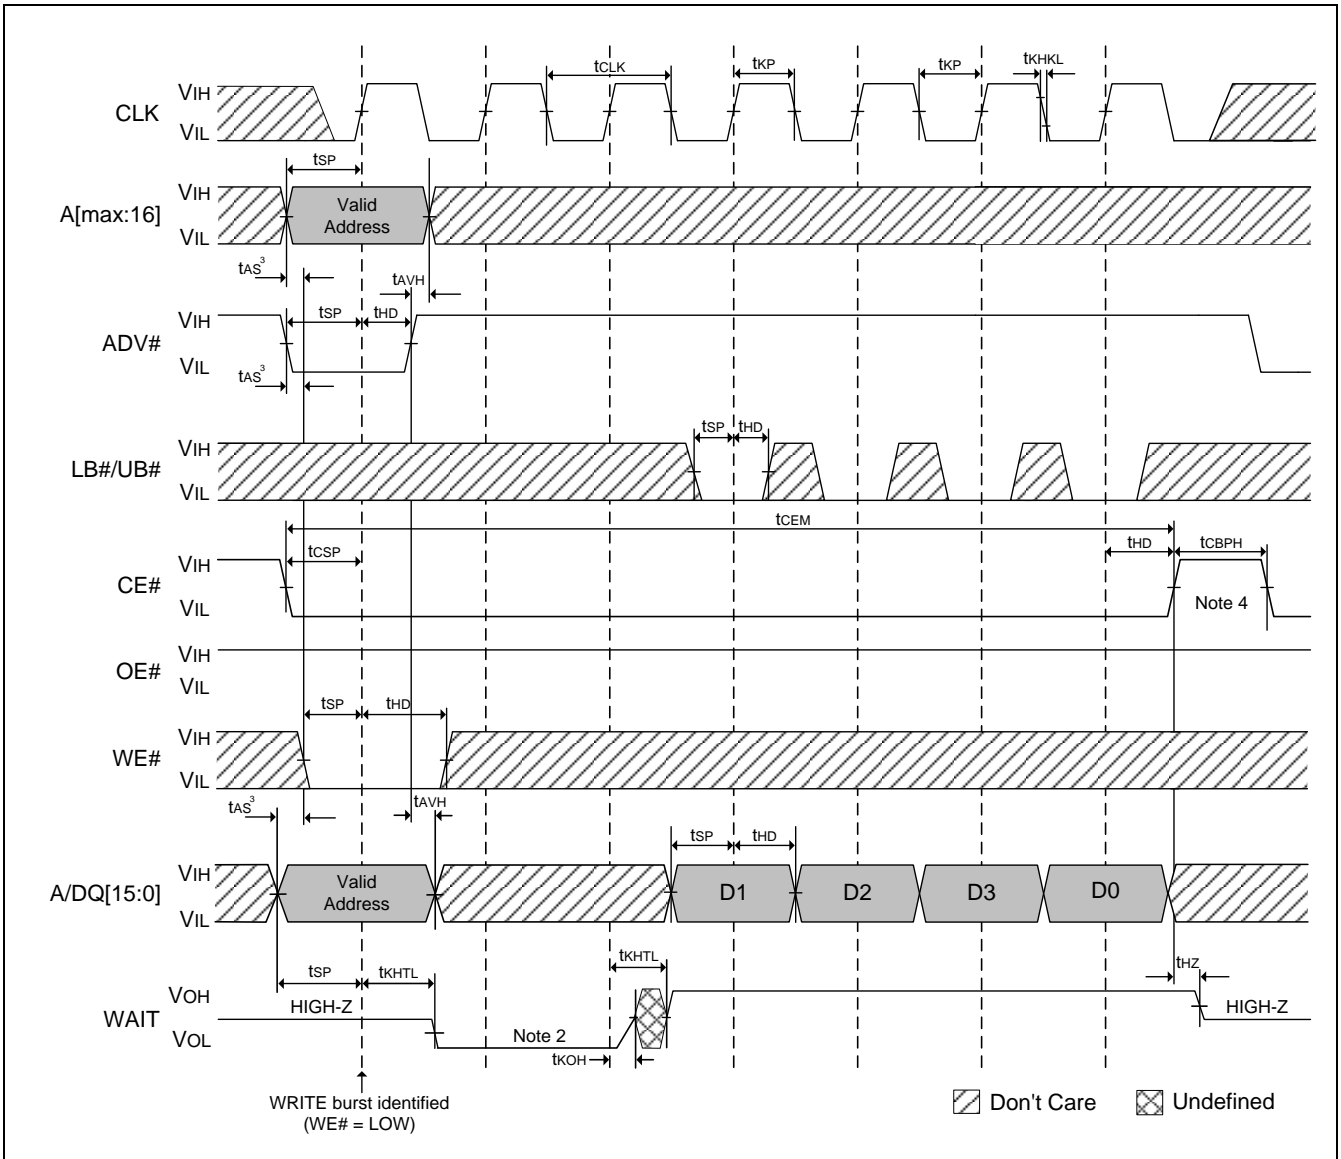 tCLK tKP tKP tKHKL
CLK VIH
VIL
tSP
A[max:16] VIH
VIL
Valid
Address
tAS3
tAVH
tSP tHD
ADV# VIH
VIL
tAS3
tSP tHD
LB#/UB# VIH
VIL
tCEM
tCSP tHD tCBPH
CE# VIH
VIL
Note 4
OE# VIH
VIL
tSP tHD
WE# VIH
VIL
tAS3 tAVH
tSP tHD
A/DQ[15:0] VIH
VIL
Valid
Address
D1 D2 D3 D0
tSP tKHTL tKHTL tHZ
WAIT VOH
VOL
HIGH-Z
Note 2
HIGH-Z
tKOH
WRITE burst identified
(WE# = LOW)
Don't Care
Undefined